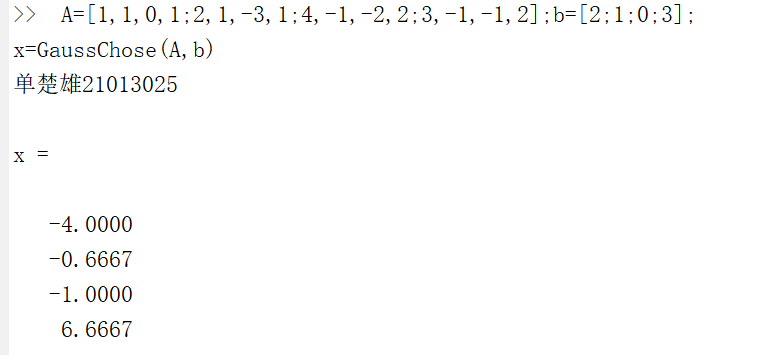 >> A=[1,1,0,1;2,1,-3,1;4,-1,-2,2;3,-1,-1,2];b=[2;1;0;3];
x=GaussChose(A,b)
单楚雄21013025
x =
-4.0000
-0.6667
-1.0000
6.6667